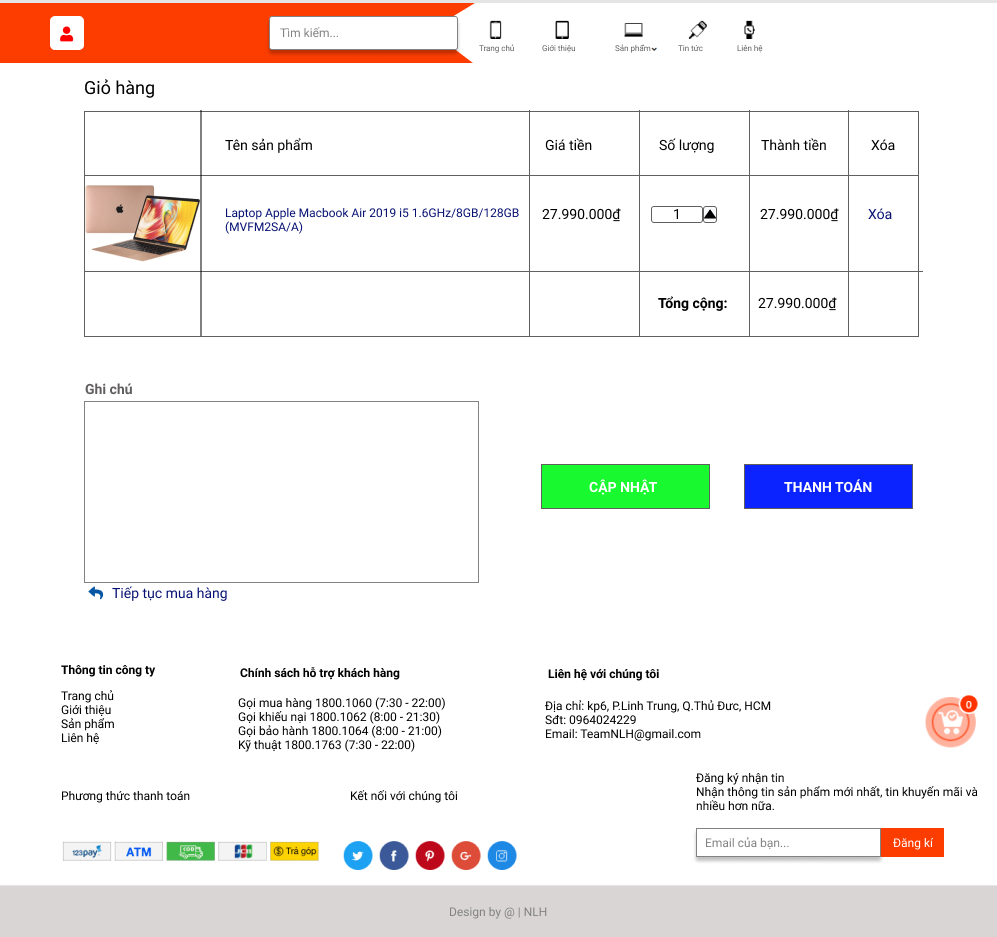 Tìm kiếm...
Trang chủ
Giới thiệu
Sản phẩm
Tin tức
Liên hệ
Giỏ hàng
Tên sản phẩm
Giá tiền
Số lượng
Thành tiền
Xóa
Laptop Apple Macbook Air 2019 i5 1.6GHz/8GB/128GB
(MVFM2SA/A)
27.990.000₫
1
27.990.000₫
Xóa
Tổng cộng:
27.990.000₫
Ghi chú
CẬP NHẬT
THANH TOÁN
Tiếp tục mua hàng
Thông tin công ty
Trang chủ
Giới thiệu
Sản phẩm
Liên hệ
Chính sách hỗ trợ khách hàng
Gọi mua hàng 1800.1060 (7:30 - 22:00)
Gọi khiếu nại 1800.1062 (8:00 - 21:30)
Gọi bảo hành 1800.1064 (8:00 - 21:00)
Kỹ thuật 1800.1763 (7:30 - 22:00)
Liên hệ với chúng tôi
Địa chỉ: kp6, P.Linh Trung, Q.Thủ Đưc, HCM
Sđt: 0964024229
Email: TeamNLH@gmail.com
0
Phương thức thanh toán
Kết nối với chúng tôi
Đăng ký nhận tin
Nhận thông tin sản phẩm mới nhất, tin khuyến mãi và
nhiều hơn nữa.
123pay
ATM
COD
JCB
Trả góp
Email của bạn...
Đăng kí
Design by @ | NLH